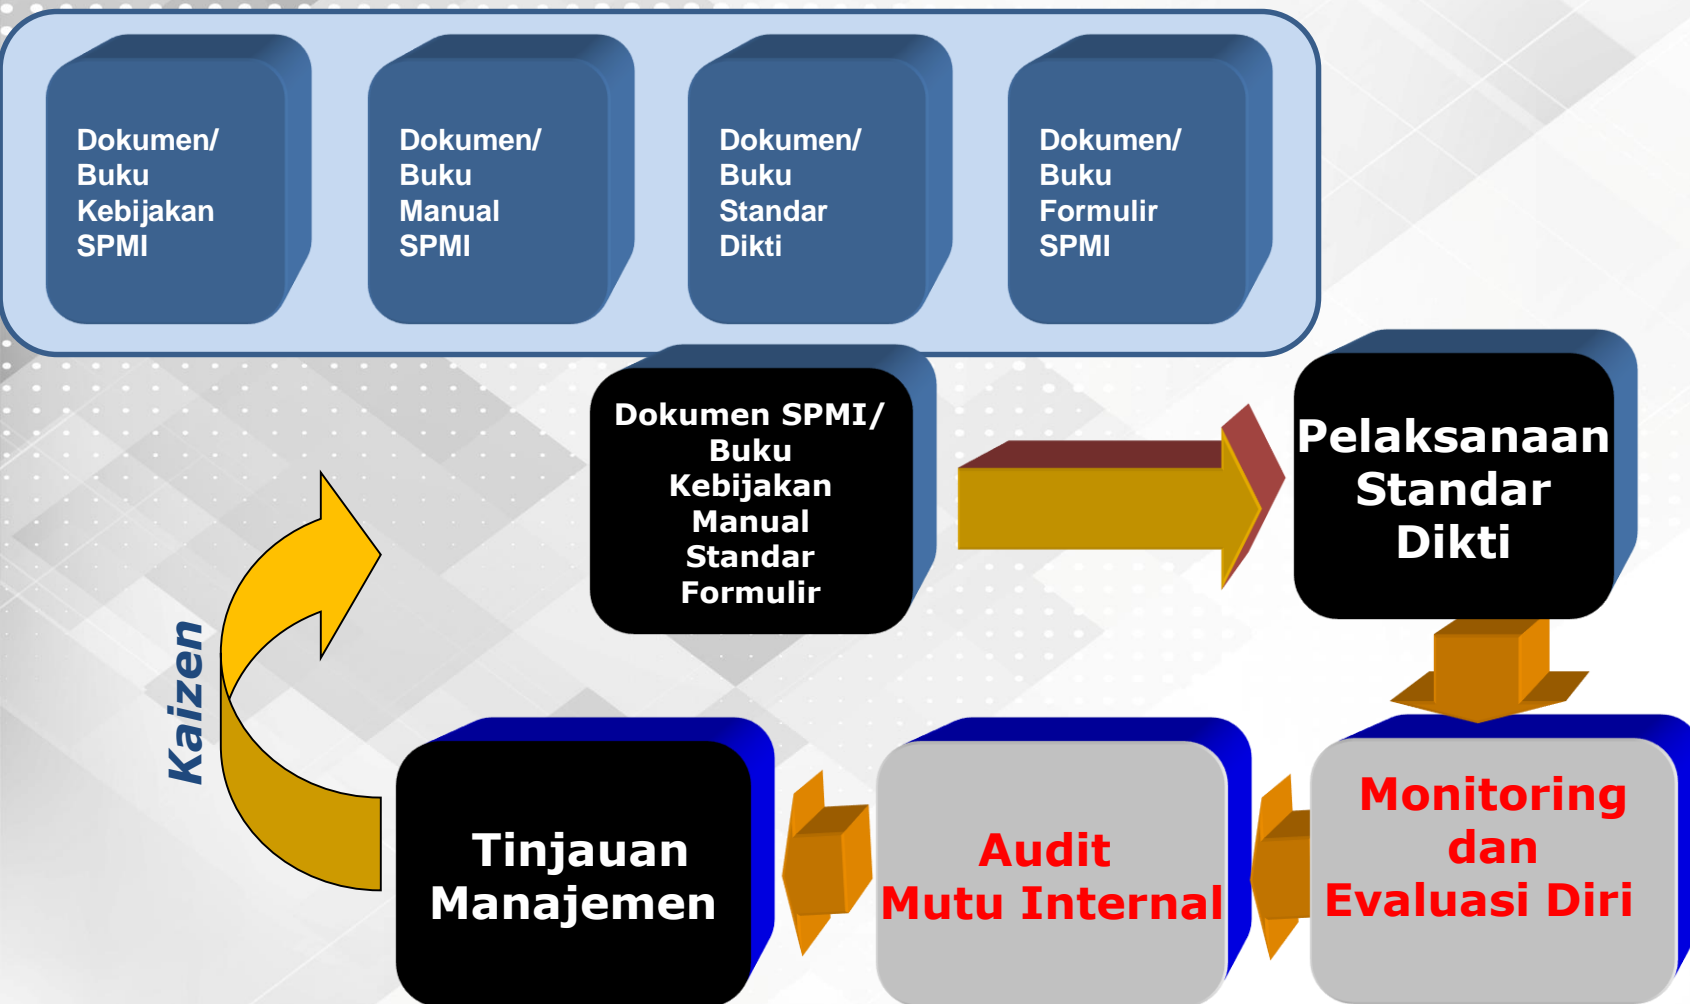 Dokumen/
Buku
Kebijakan
SPMI
Dokumen/
Buku
Manual
SPMI
Dokumen/
Buku
Standar
Dikti
Dokumen/
Buku
Formulir
SPMI
Dokumen SPMI/
Buku
Kebijakan
Manual
Standar
Formulir
Pelaksanaan
Standar
Dikti
Kaizen
Tinjauan
Manajemen
Audit
Mutu Internal
Monitoring
dan
Evaluasi Diri